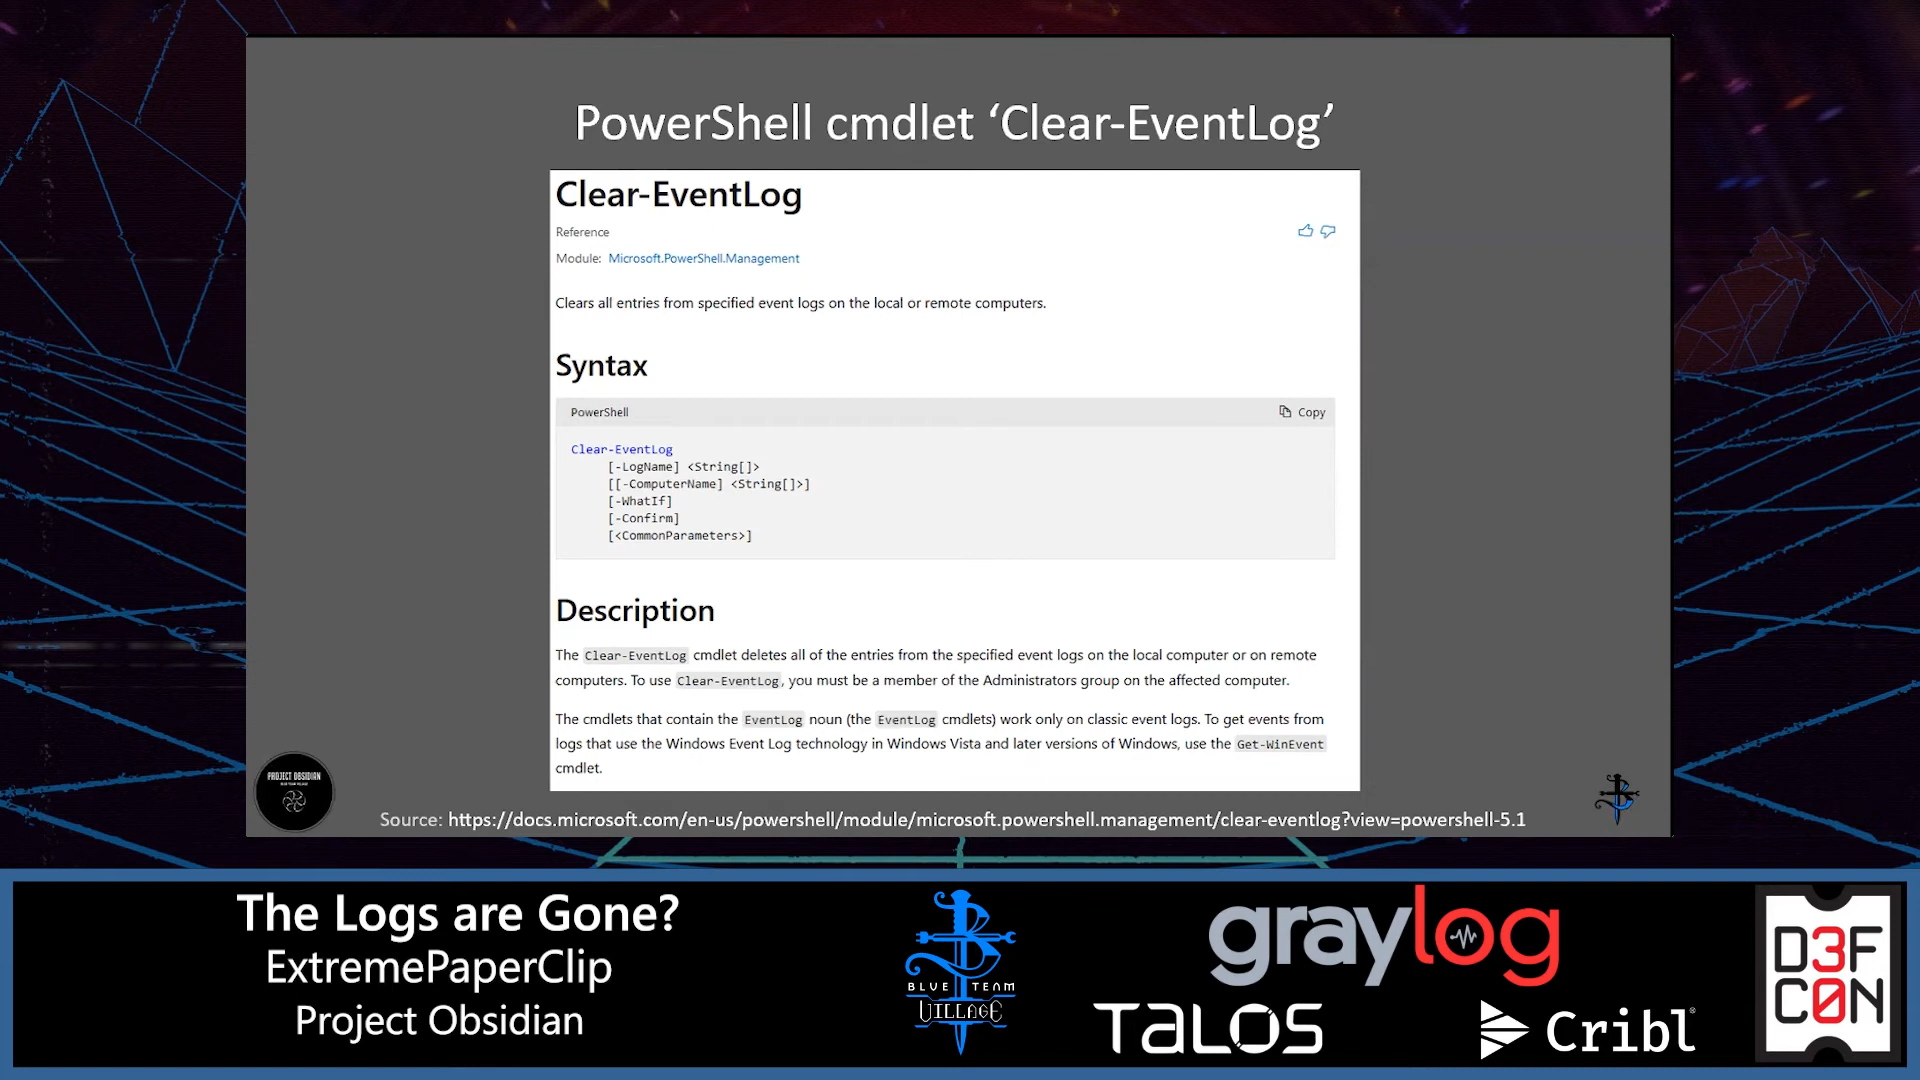 PowerShell cmdlet ‘Clear-EventLog’
Clear-EventLog
Reference
Module: Microsoft.PowerShell.Management
Clears all entries from specified event logs on the local or remote computers.
Syntax
PowerShell
Copy
Clear-EventLog
[-LogName] <String[]>
[[-ComputerName] <String[]>]
[-WhatIf]
[-Confirm]
[<CommonParameters>]
Description
The Clear-EventLog cmdlet deletes all of the entries from the specified event logs on the local computer or on remote
computers. To use Clear-EventLog, you must be a member of the Administrators group on the affected computer.
The cmdlets that contain the EventLog noun (the EventLog cmdlets) work only on classic event logs. To get events from
logs that use the Windows Event Log technology in Windows Vista and later versions of Windows, use the Get-WinEvent
cmdlet.
PROJECT OBSIDIAN
BLUE TEAM VILLAGE
Source: https://docs.microsoft.com/en-us/powershell/module/microsoft.powershell.management/clear-eventlog?view=powershell-5.1
The Logs are Gone?
ExtremePaperClip
Project Obsidian
BLUE TEAM
VILLAGE
graylog
TALOS
Cribl
D3F
C0N